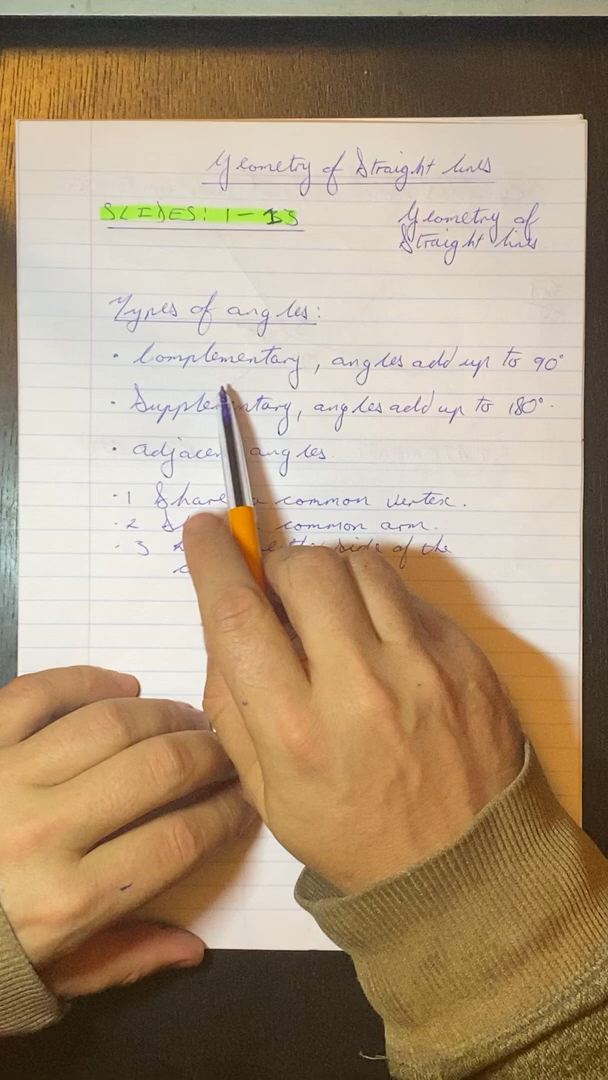 Geometry of Straight lines
SLIDES: 1 - 13
Geometry of
Straight lines
Types of angles:
• Complementary, angles add up to 90°
• Supplementary, angles add up to 180°.
• adjacent angles.
•1 Share a common vertex.
•2 common arm.
•3 side of the